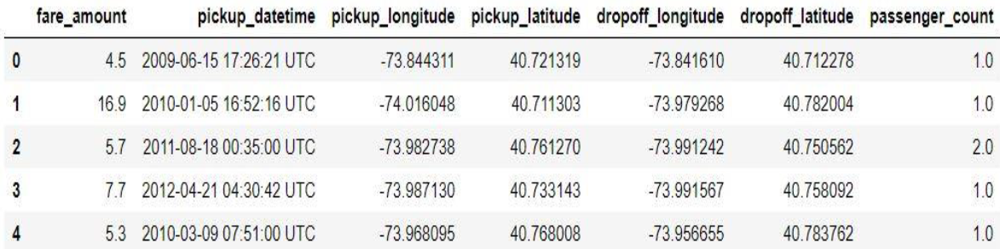 fare_amount pickup_datetime pickup_longitude pickup_latitude dropoff_longitude dropoff_latitude passenger_count
0 4.5 2009-06-15 17:26:21 UTC -73.844311 40.721319 -73.841610 40.712278 1.0
1 16.9 2010-01-05 16:52:16 UTC -74.016048 40.711303 -73.979268 40.782004 1.0
2 5.7 2011-08-18 00:35:00 UTC -73.982738 40.761270 -73.991242 40.750562 2.0
3 7.7 2012-04-21 04:30:42 UTC -73.987130 40.733143 -73.991567 40.758092 1.0
4 5.3 2010-03-09 07:51:00 UTC -73.968095 40.768008 -73.956655 40.783762 1.0